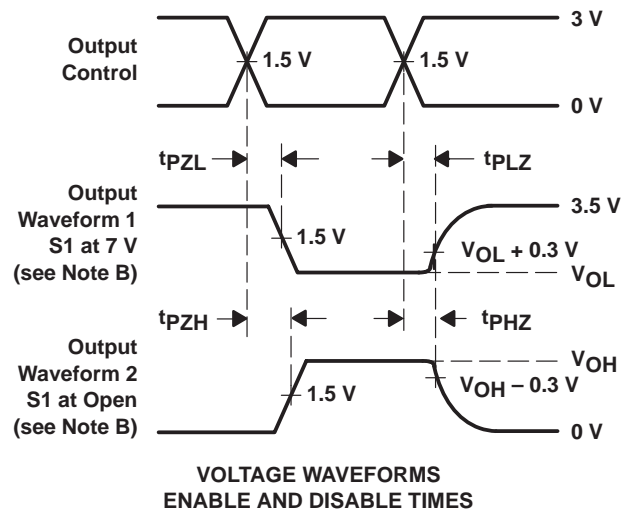 3 V
Output
Control
1.5 V
1.5 V
0 V
tPZL
tPLZ
Output
Waveform 1
S1 at 7 V
(see Note B)
3.5 V
1.5 V
VOL + 0.3 V
VOL
tPZH
tPHZ
Output
Waveform 2
S1 at Open
(see Note B)
VOH
1.5 V
VOH − 0.3 V
0 V
VOLTAGE WAVEFORMS
ENABLE AND DISABLE TIMES